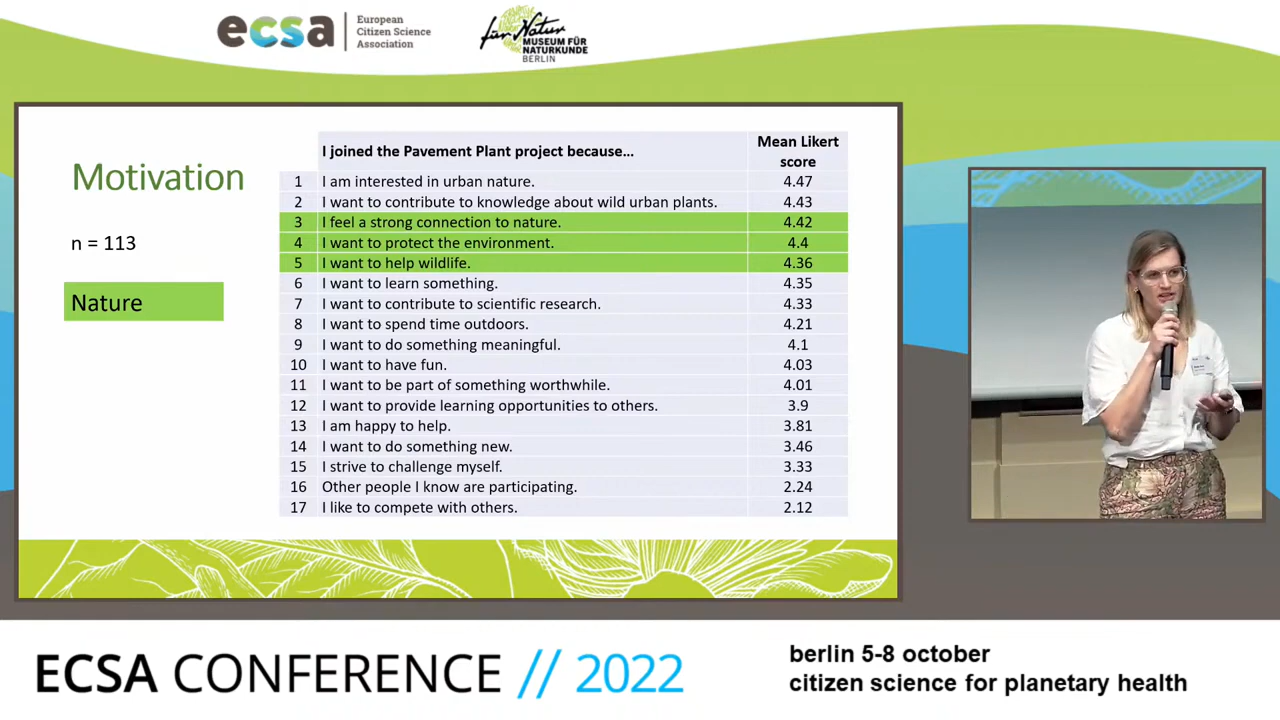 ecsa
European
Citizen Science
Association
für Natur
MUSEUM FÜR
NATURKUNDE
BERLIN
Motivation
n = 113
Nature
I joined the Pavement Plant project because...
Mean Likert
score
1 I am interested in urban nature. 4.47
2 I want to contribute to knowledge about wild urban plants. 4.43
3 I feel a strong connection to nature. 4.42
4 I want to protect the environment. 4.4
5 I want to help wildlife. 4.36
6 I want to learn something. 4.35
7 I want to contribute to scientific research. 4.33
8 I want to spend time outdoors. 4.21
9 I want to do something meaningful. 4.1
10 I want to have fun. 4.03
11 I want to be part of something worthwhile. 4.01
12 I want to provide learning opportunities to others. 3.9
13 I am happy to help. 3.81
14 I want to do something new. 3.46
15 I strive to challenge myself. 3.33
16 Other people I know are participating. 2.24
17 I like to compete with others. 2.12
ECSA CONFERENCE // 2022
berlin 5-8 october
citizen science for planetary health